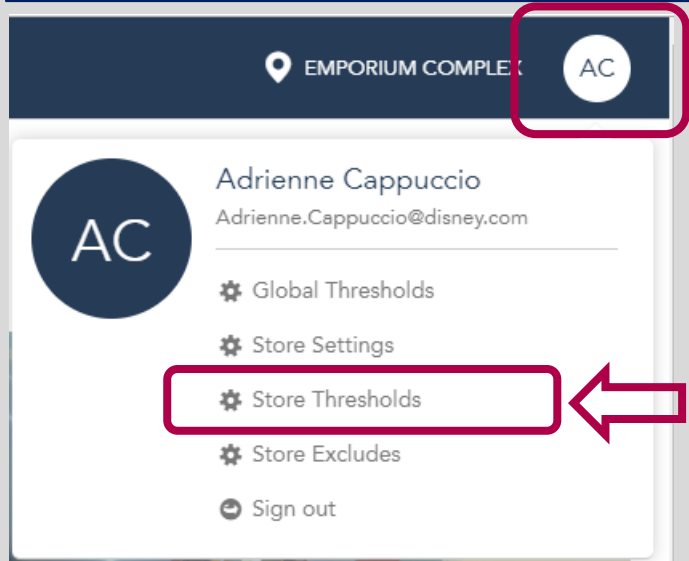 EMPORIUM COMPLEX
AC
AC
Adrienne Cappuccio
Adrienne.Cappuccio@disney.com
Global Thresholds
Store Settings
Store Thresholds
Store Excludes
Sign out